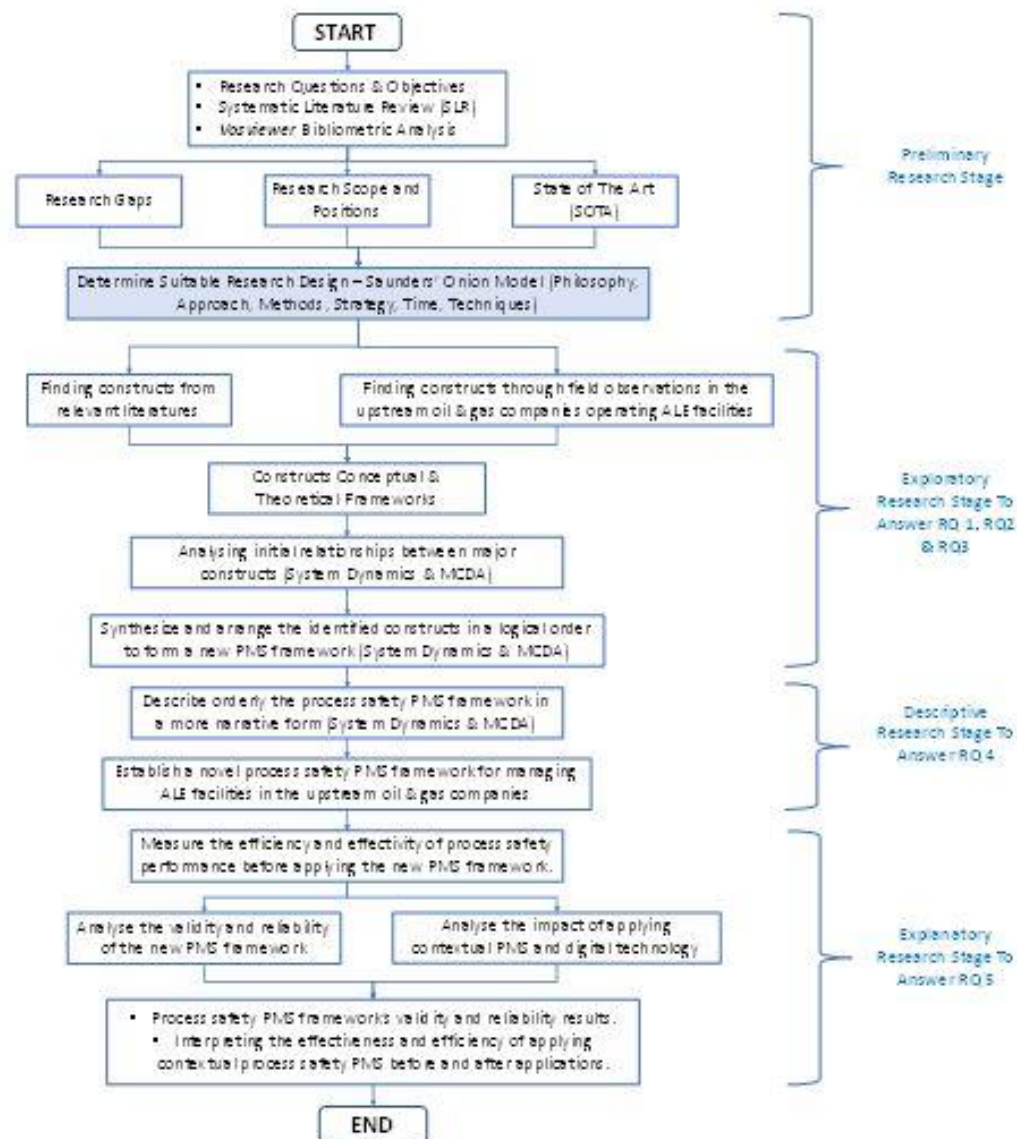 START
▪ Research Questions & Objectives
▪ Systematic Literature Review (SLR)
▪ Vosviewer Bibliometric Analysis
Research Gaps
Research Scope and
Positions
State of The Art
(SOTA)
Preliminary
Research Stage
Determine Suitable Research Design – Saunders' Onion Model (Philosophy,
Approach, Methods, Strategy, Time, Techniques)
Finding constructs from
relevant literatures
Finding constructs through field observations in the
upstream oil & gas companies operating ALE facilities
Constructs Conceptual &
Theoretical Frameworks
Analysing initial relationships between major
constructs (System Dynamics & MCDA)
Synthesize and arrange the identified constructs in a logical order
to form a new PMS framework (System Dynamics & MCDA)
Exploratory
Research Stage To
Answer RQ 1, RQ2
& RQ3
Describe orderly the process safety PMS framework in
a more narrative form (System Dynamics & MCDA)
Establish a novel process safety PMS framework for managing
ALE facilities in the upstream oil & gas companies
Descriptive
Research Stage To
Answer RQ 4
Measure the efficiency and effectivity of process safety
performance before applying the new PMS framework.
Analyse the validity and reliability
of the new PMS framework
Analyse the impact of applying
contextual PMS and digital technology
Explanatory
Research Stage To
Answer RQ 5
▪ Process safety PMS framework's validity and reliability results.
▪ Interpreting the effectiveness and efficiency of applying
contextual process safety PMS before and after applications.
END